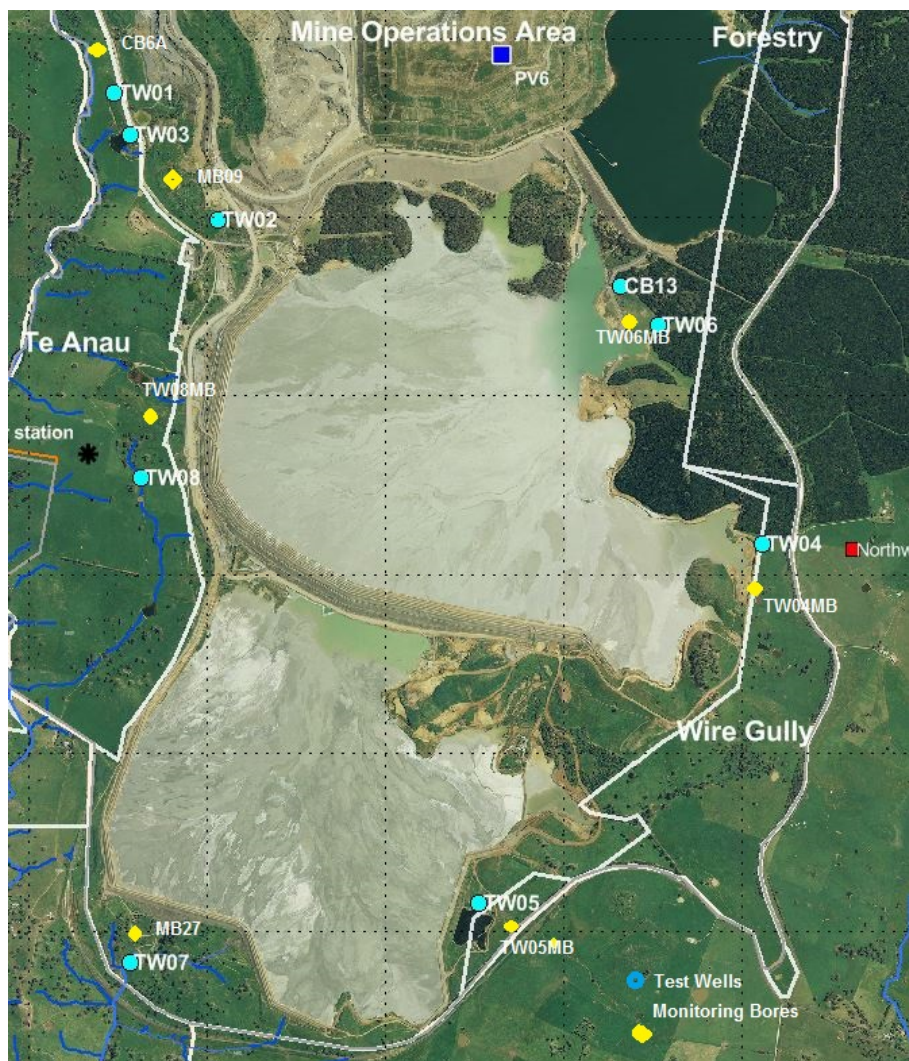 Mine Operations Area
Forestry
CB6A
PV6
TW01
TW03
MB09
TW02
CB13
TW06
TW06MB
Te Anau
TW08MB
station
TW08
TW04
Northw
TW04MB
Wire Gully
TW05
MB27
TW05MB
TW07
Test Wells
Monitoring Bores